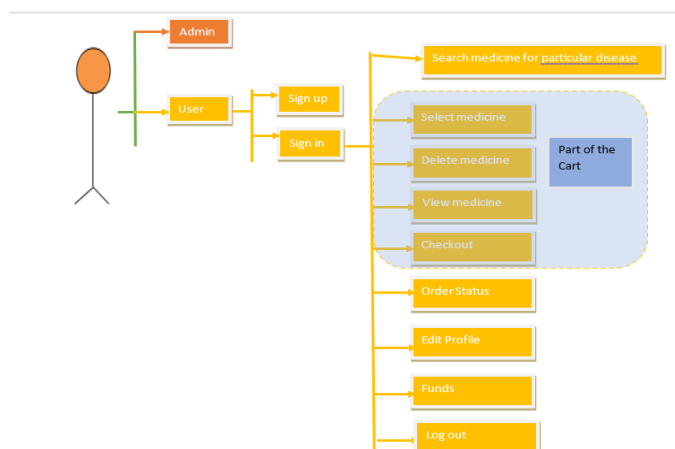 Admin
User
Sign up
Sign in
Search medicine for particular disease
Select medicine
Delete medicine
View medicine
Checkout
Part of the
Cart
Order Status
Edit Profile
Funds
Log out